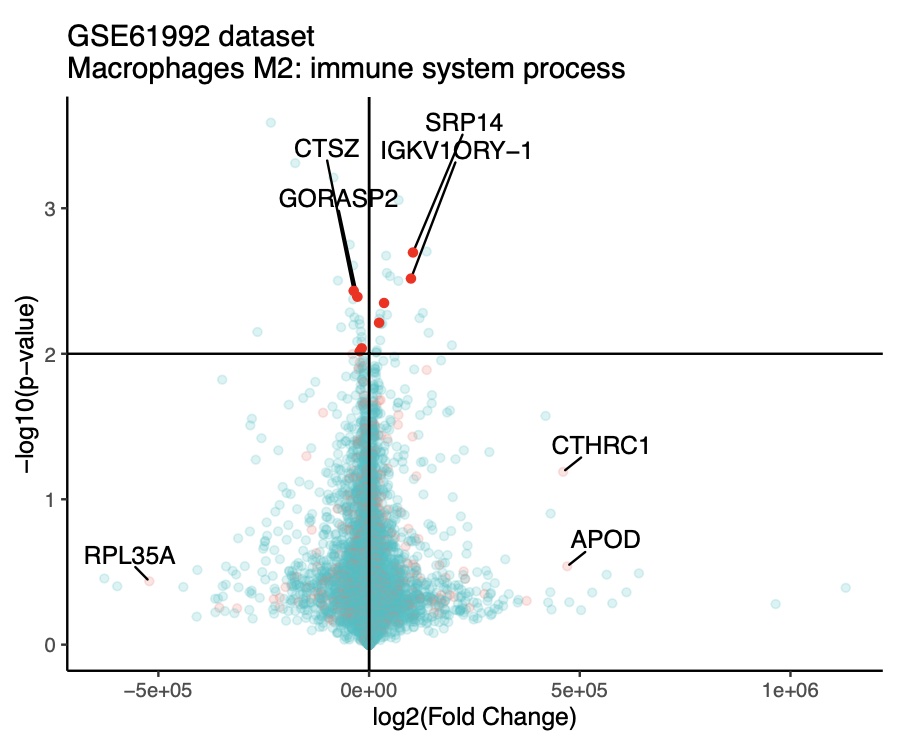 GSE61992 dataset
Macrophages M2: immune system process
SRP14
CTSZ
IGKV1ORY−1
GORASP2
CTHRC1
APOD
RPL35A
3
2
1
0
−log10(p−value)
−5e+05
0e+00
5e+05
1e+06
log2(Fold Change)